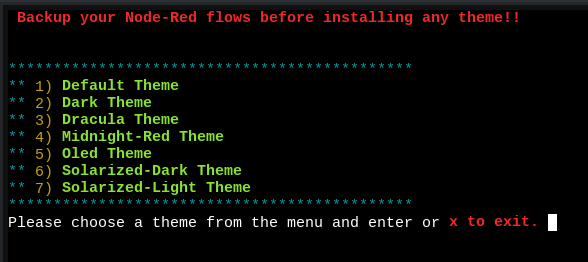 Backup your Node-Red flows before installing any theme!!
*********************************************
** 1) Default Theme
** 2) Dark Theme
** 3) Dracula Theme
** 4) Midnight-Red Theme
** 5) Oled Theme
** 6) Solarized-Dark Theme
** 7) Solarized-Light Theme
*********************************************
Please choose a theme from the menu and enter or x to exit.